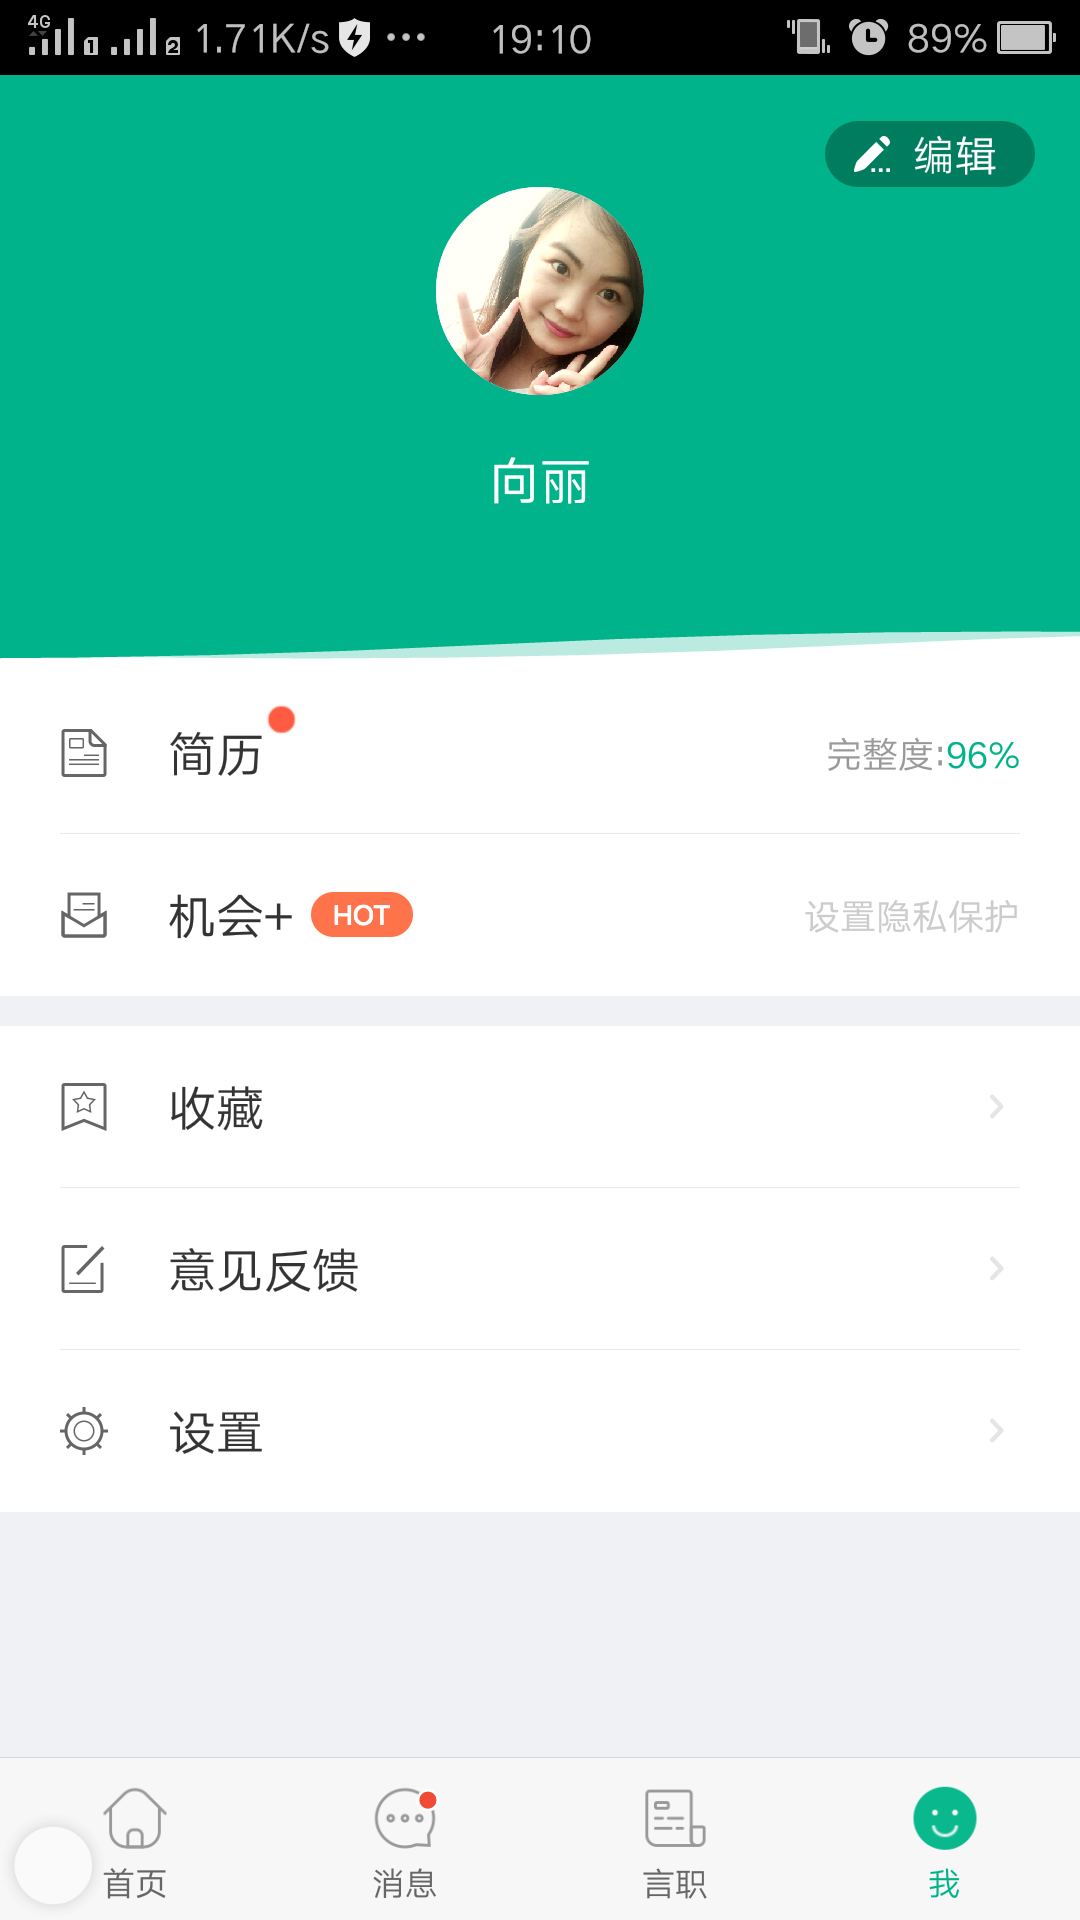 4G 1 2 1.71K/s ... 19:10 89%
编辑
向丽
简历 完整度:96%
机会+ HOT 设置隐私保护
收藏
意见反馈
设置
首页 消息 言职 我